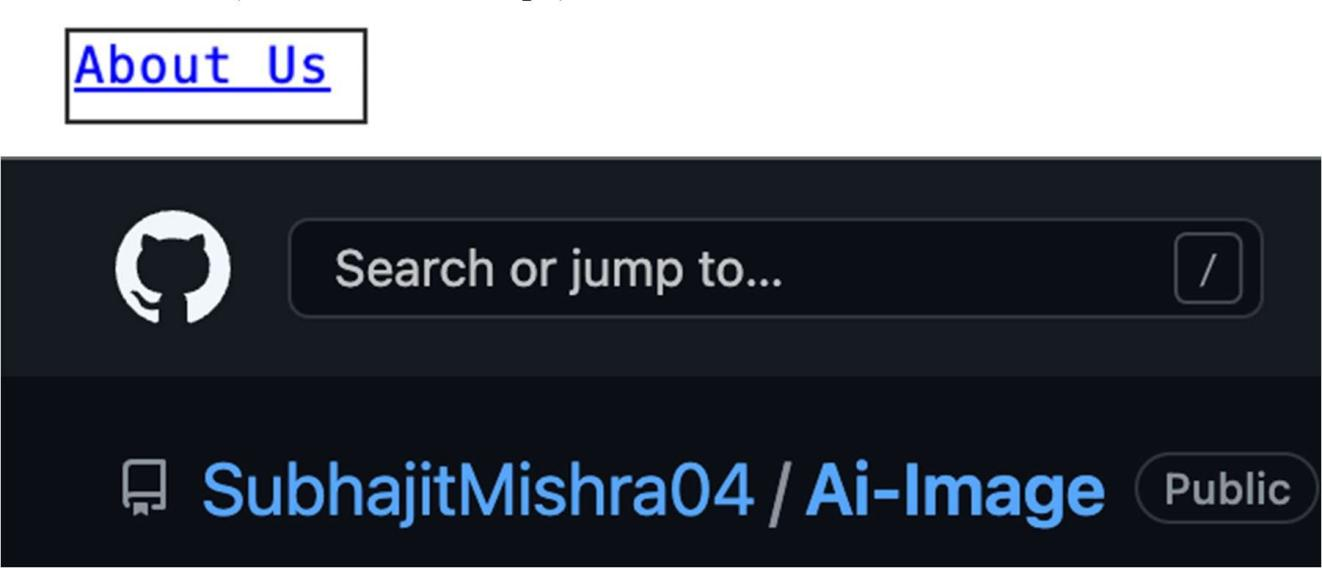 About Us
Search or jump to... /
SubhajitMishra04 / Ai-Image Public